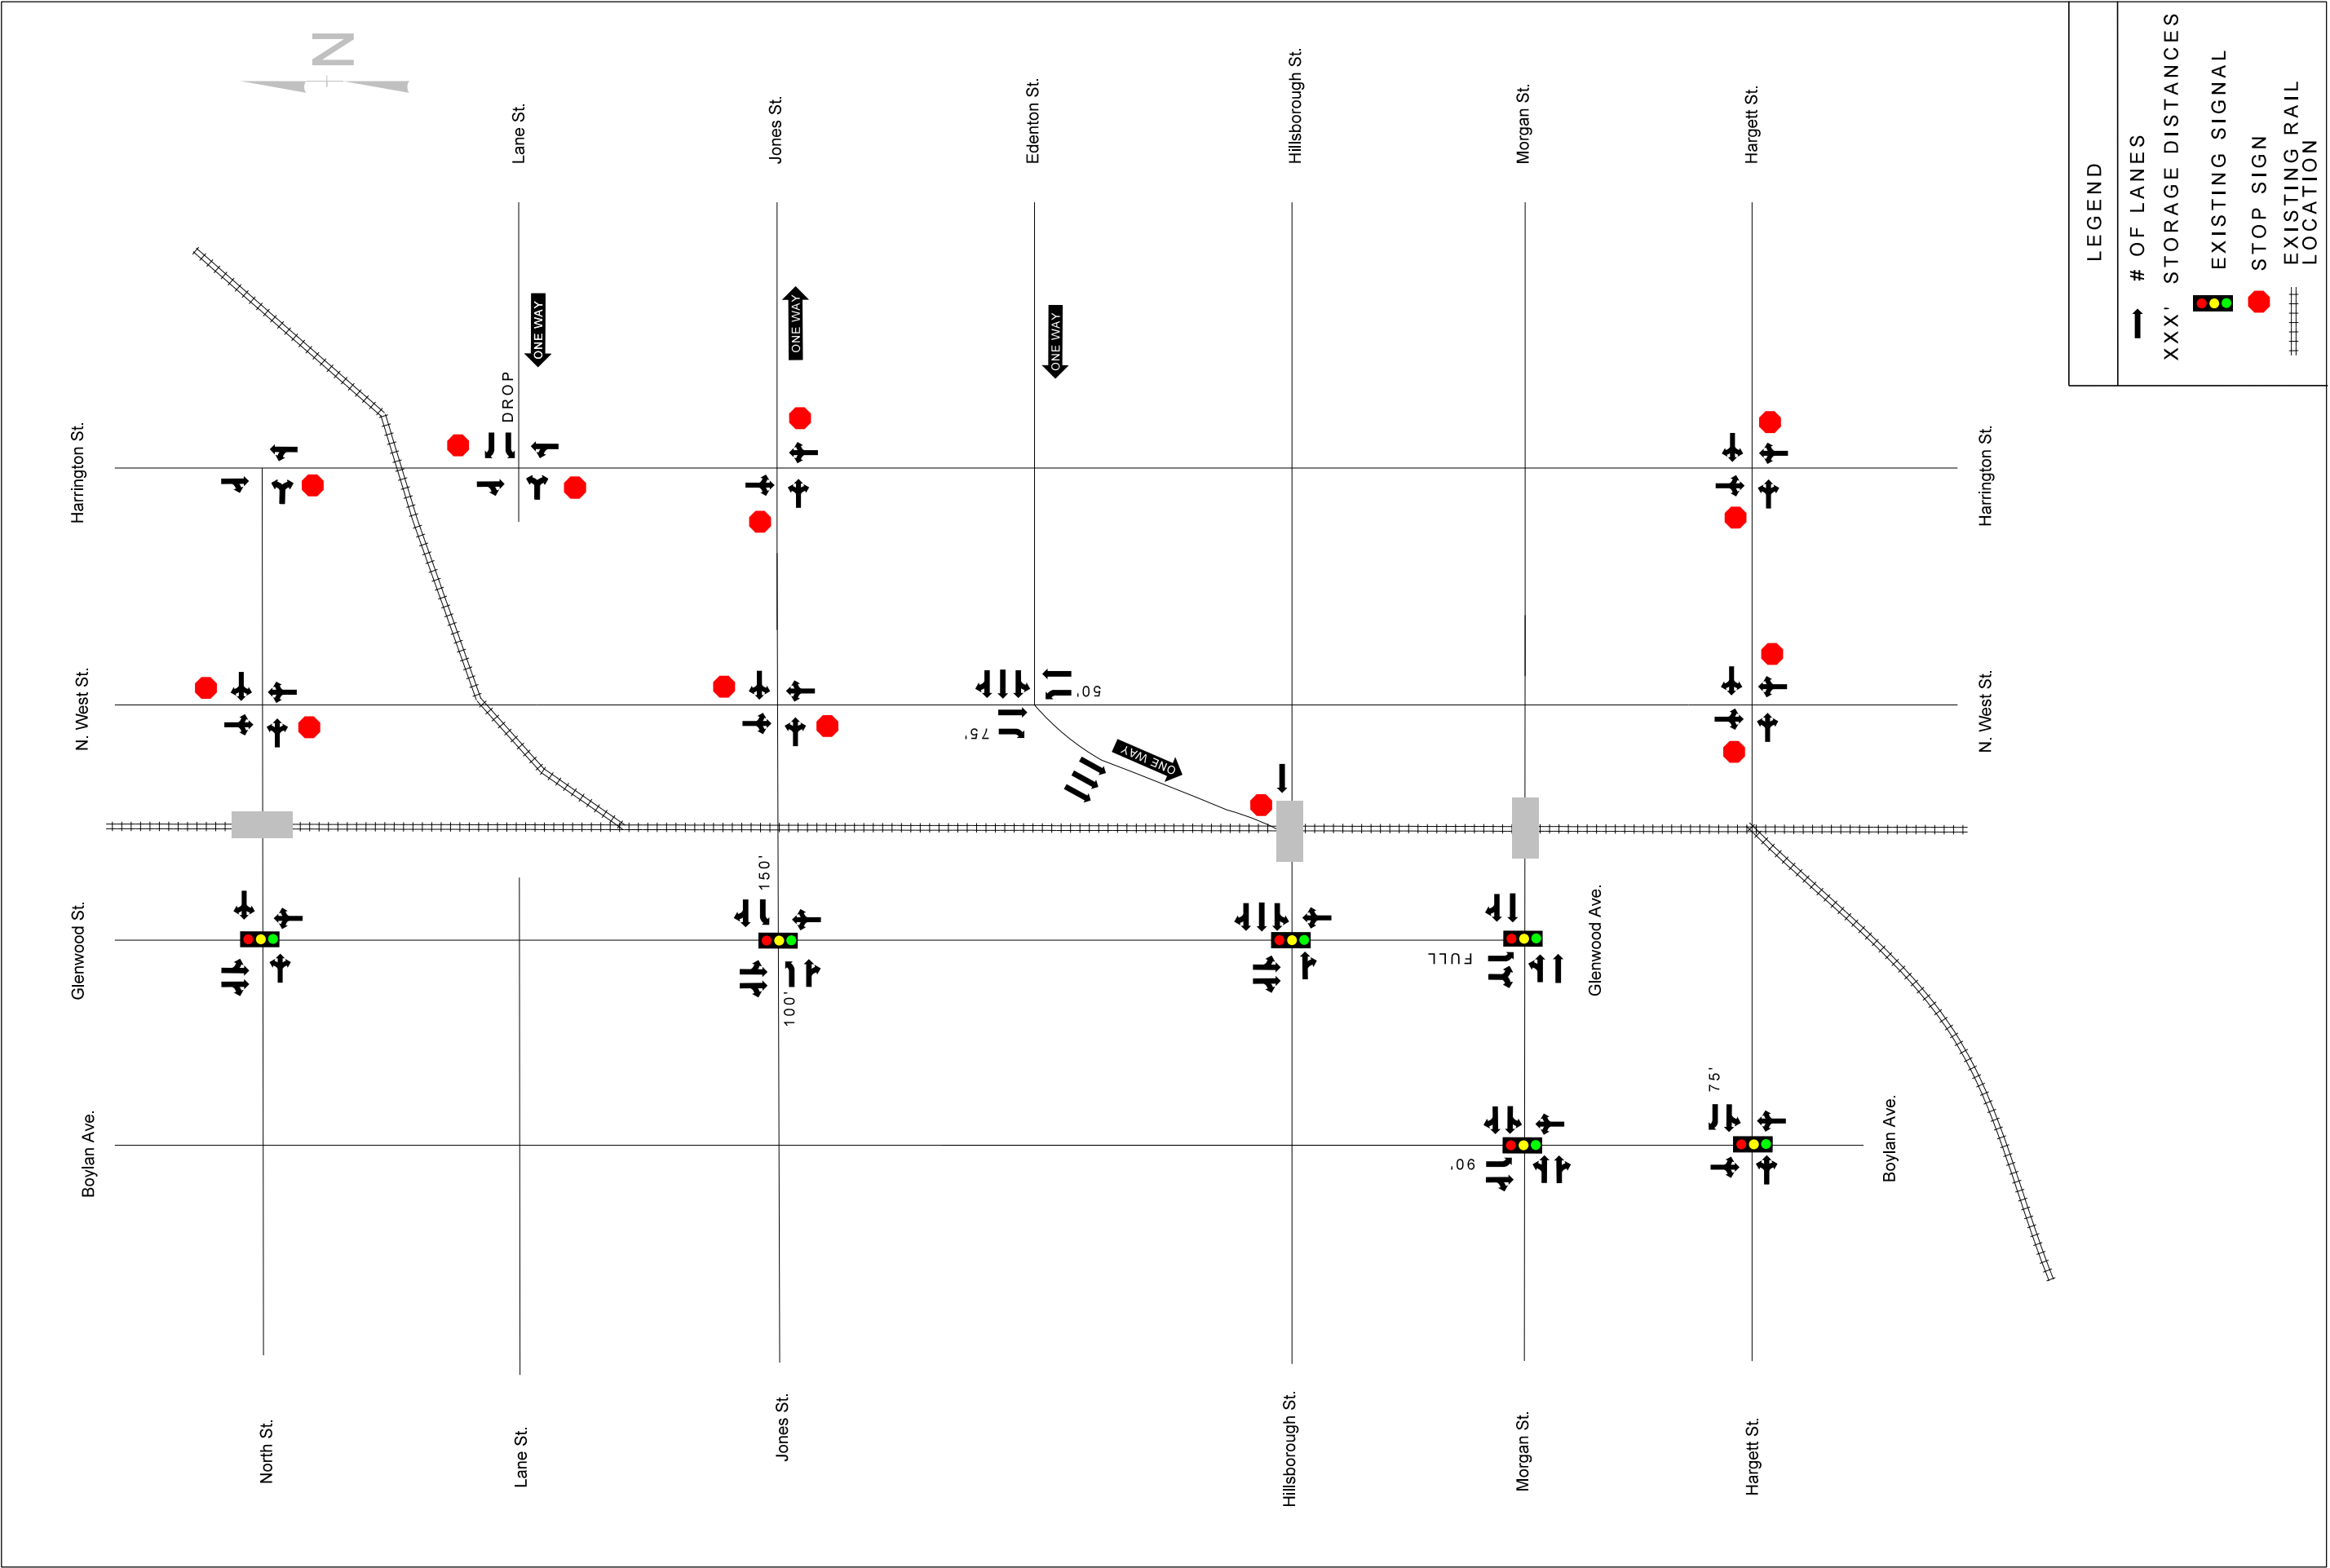 N
Lane St.
Jones St.
Edenton St.
Hillsborough St.
Morgan St.
Hargett St.
LEGEND
# OF LANES
XXX' STORAGE DISTANCES
EXISTING SIGNAL
STOP SIGN
EXISTING RAIL
LOCATION
ONE WAY
ONE WAY
ONE WAY
DROP
Harrington St.
Harrington St.
N. West St.
50'
75'
ONE WAY
N. West St.
Glenwood St.
150'
100'
FULL
Glenwood Ave.
Boylan Ave.
90'
75'
Boylan Ave.
North St.
Lane St.
Jones St.
Hillsborough St.
Morgan St.
Hargett St.